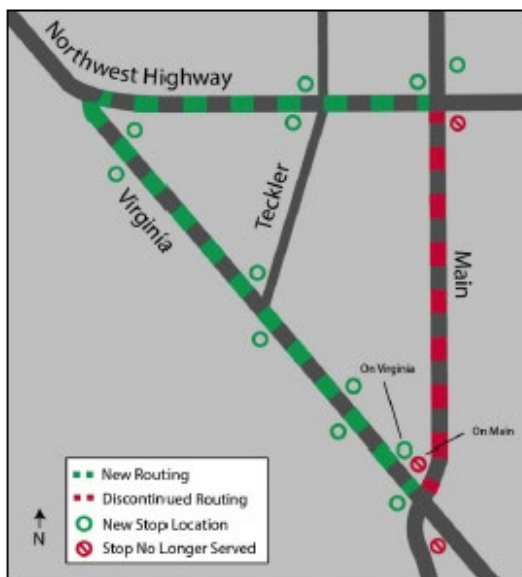 Northwest Highway
Teckler
Virginia
Main
On Virginia
On Main
New Routing
Discontinued Routing
New Stop Location
Stop No Longer Served
N